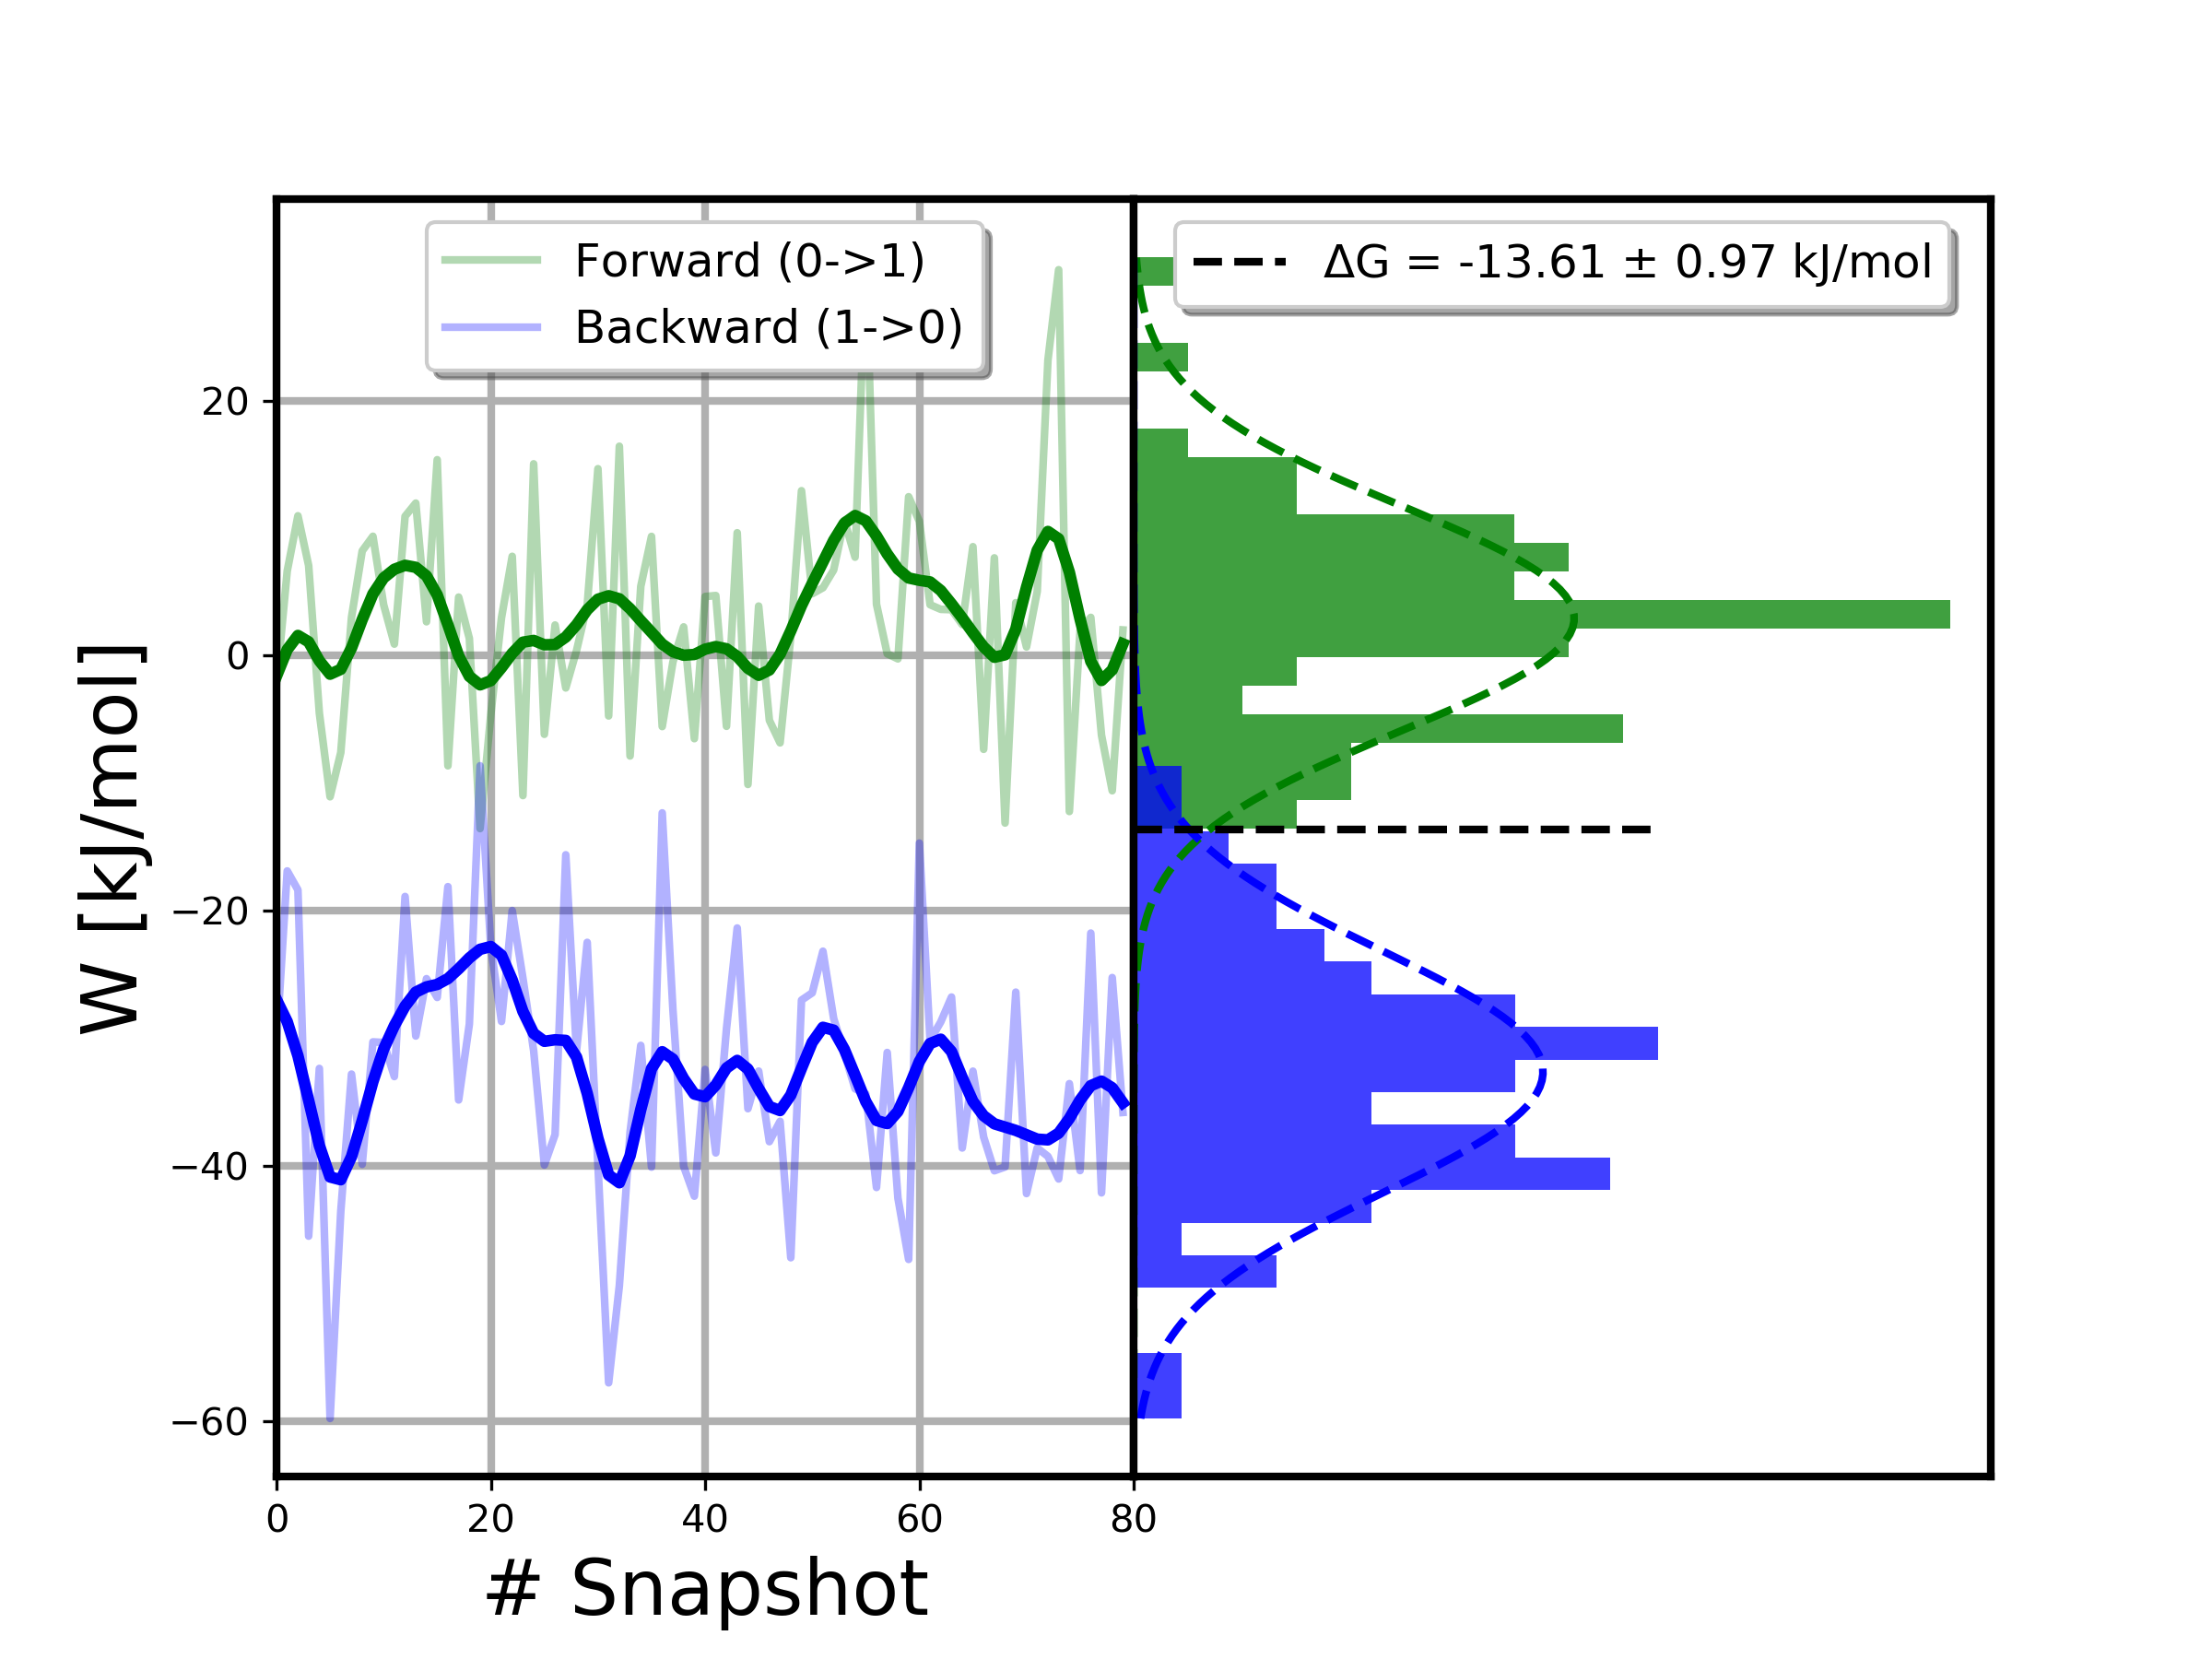 Forward (0->1)
Backward (1->0)
ΔG = -13.61 ± 0.97 kJ/mol
W [kJ/mol]
20
0
−20
−40
−60
0 20 40 60 80
# Snapshot